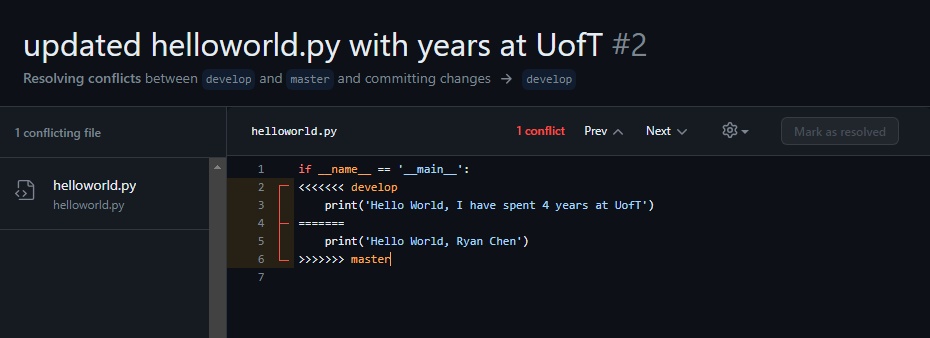 updated helloworld.py with years at UofT #2
Resolving conflicts between develop and master and committing changes → develop
1 conflicting file
helloworld.py
helloworld.py
helloworld.py 1 conflict Prev Next Mark as resolved
1 if __name__ == '__main__':
2 <<<<<<< develop
3     print('Hello World, I have spent 4 years at UofT')
4 =======
5     print('Hello World, Ryan Chen')
6 >>>>>>> master
7